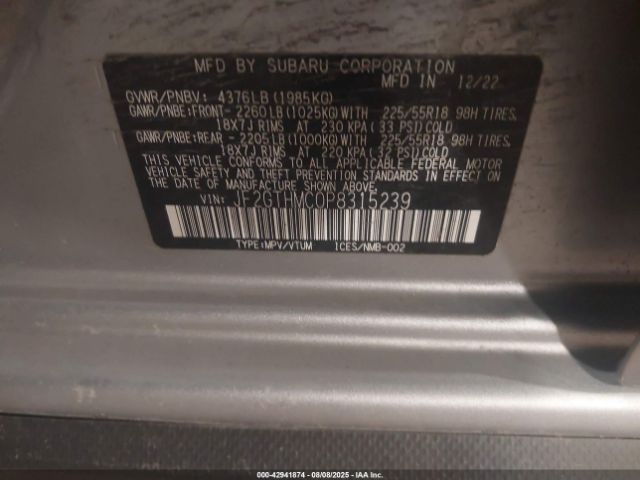 MFD BY SUBARU CORPORATION
MFD IN 12/22
GVWR/PNBV: 4376LB(1985KG)
GAWR/PNBE:FRONT- 2260LB(1025KG)WITH 225/55R18 98H TIRES,
18X7J RIMS AT 230 KPA( 33 PSI)COLD
GAWR/PNBE:REAR - 2205LB(1000KG)WITH 225/55R18 98H TIRES,
18X7J RIMS AT 220 KPA( 32 PSI)COLD
THIS VEHICLE CONFORMS TO ALL APPLICABLE FEDERAL MOTOR
VEHICLE SAFETY AND THEFT PREVENTION STANDARDS IN EFFECT
ON THE DATE OF MANUFACTURE SHOWN ABOVE.
VIN: JF2GTHMC0P8315239
TYPE:MPV/VTUM ICES/NMB-002
© - 42941874 - 08/08/2025 - IAA Inc.